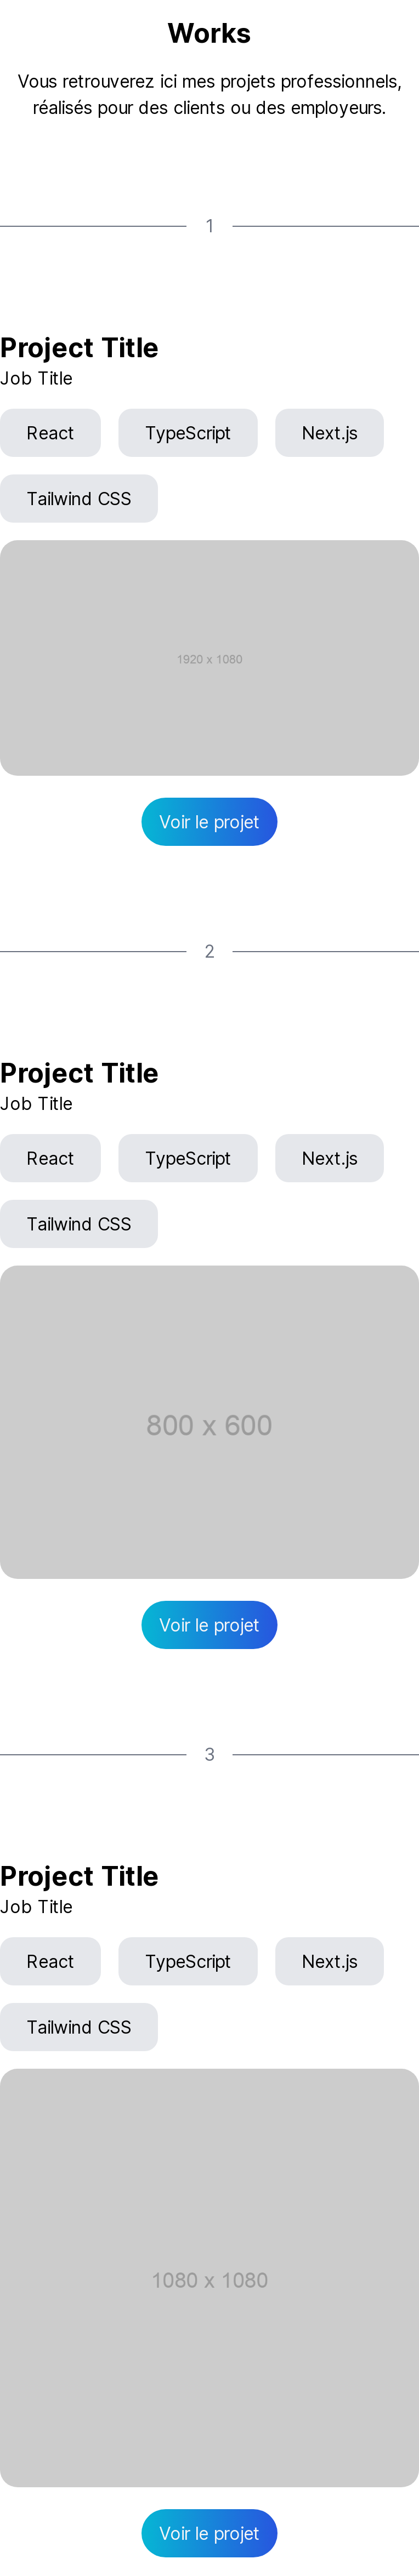 Works
Vous retrouverez ici mes projets professionnels,
réalisés pour des clients ou des employeurs.
1
Project Title
Job Title
React TypeScript Next.js
Tailwind CSS
1920 x 1080
Voir le projet
2
Project Title
Job Title
React TypeScript Next.js
Tailwind CSS
800 x 600
Voir le projet
3
Project Title
Job Title
React TypeScript Next.js
Tailwind CSS
1080 x 1080
Voir le projet